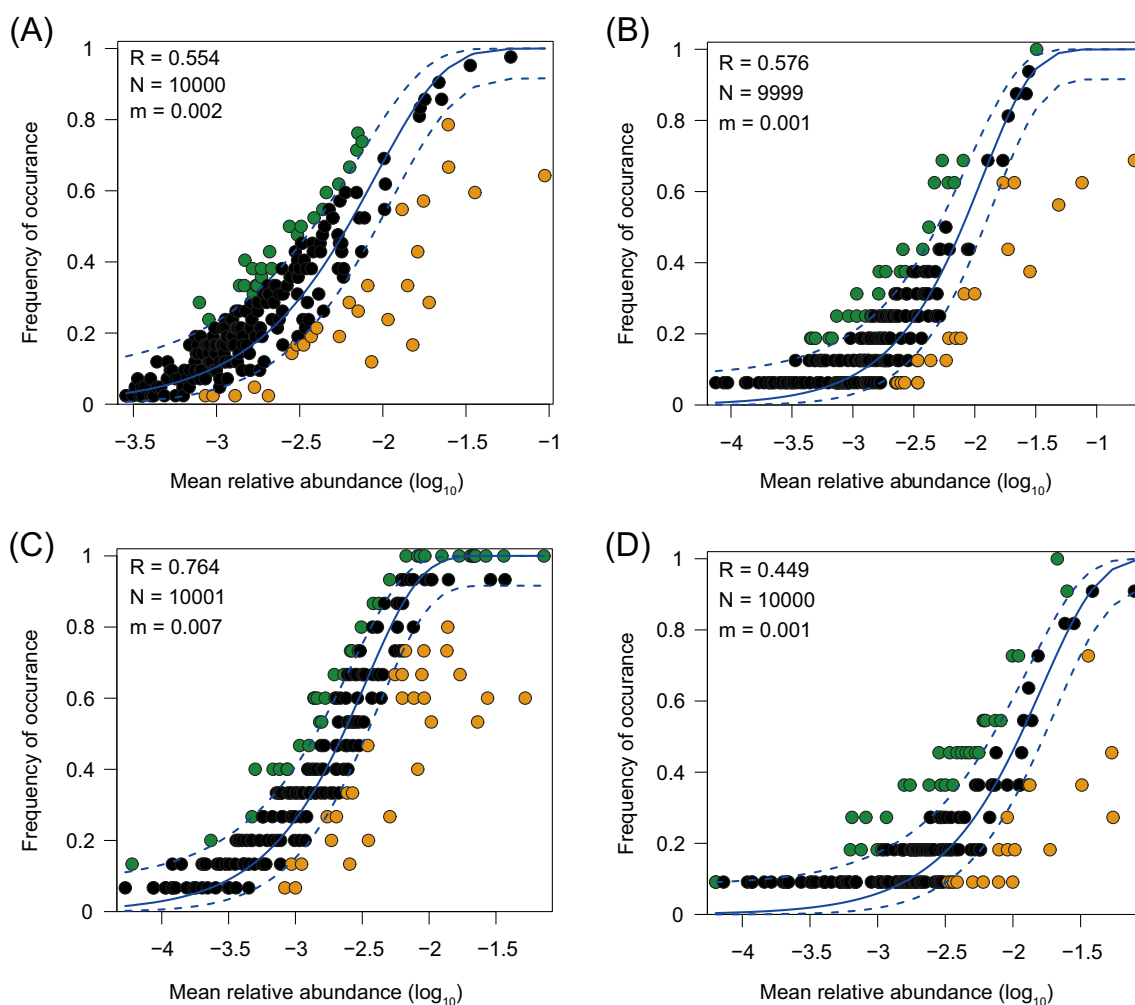 (A)
R = 0.554
N = 10000
m = 0.002
Frequency of occurance
1
0.8
0.6
0.4
0.2
0
−3.5 −3 −2.5 −2 −1.5 −1
Mean relative abundance (log10)
(B)
R = 0.576
N = 9999
m = 0.001
Frequency of occurance
1
0.8
0.6
0.4
0.2
0
−4 −3.5 −3 −2.5 −2 −1.5 −1
Mean relative abundance (log10)
(C)
R = 0.764
N = 10001
m = 0.007
Frequency of occurance
1
0.8
0.6
0.4
0.2
0
−4 −3.5 −3 −2.5 −2 −1.5
Mean relative abundance (log10)
(D)
R = 0.449
N = 10000
m = 0.001
Frequency of occurance
1
0.8
0.6
0.4
0.2
0
−4 −3.5 −3 −2.5 −2 −1.5
Mean relative abundance (log10)